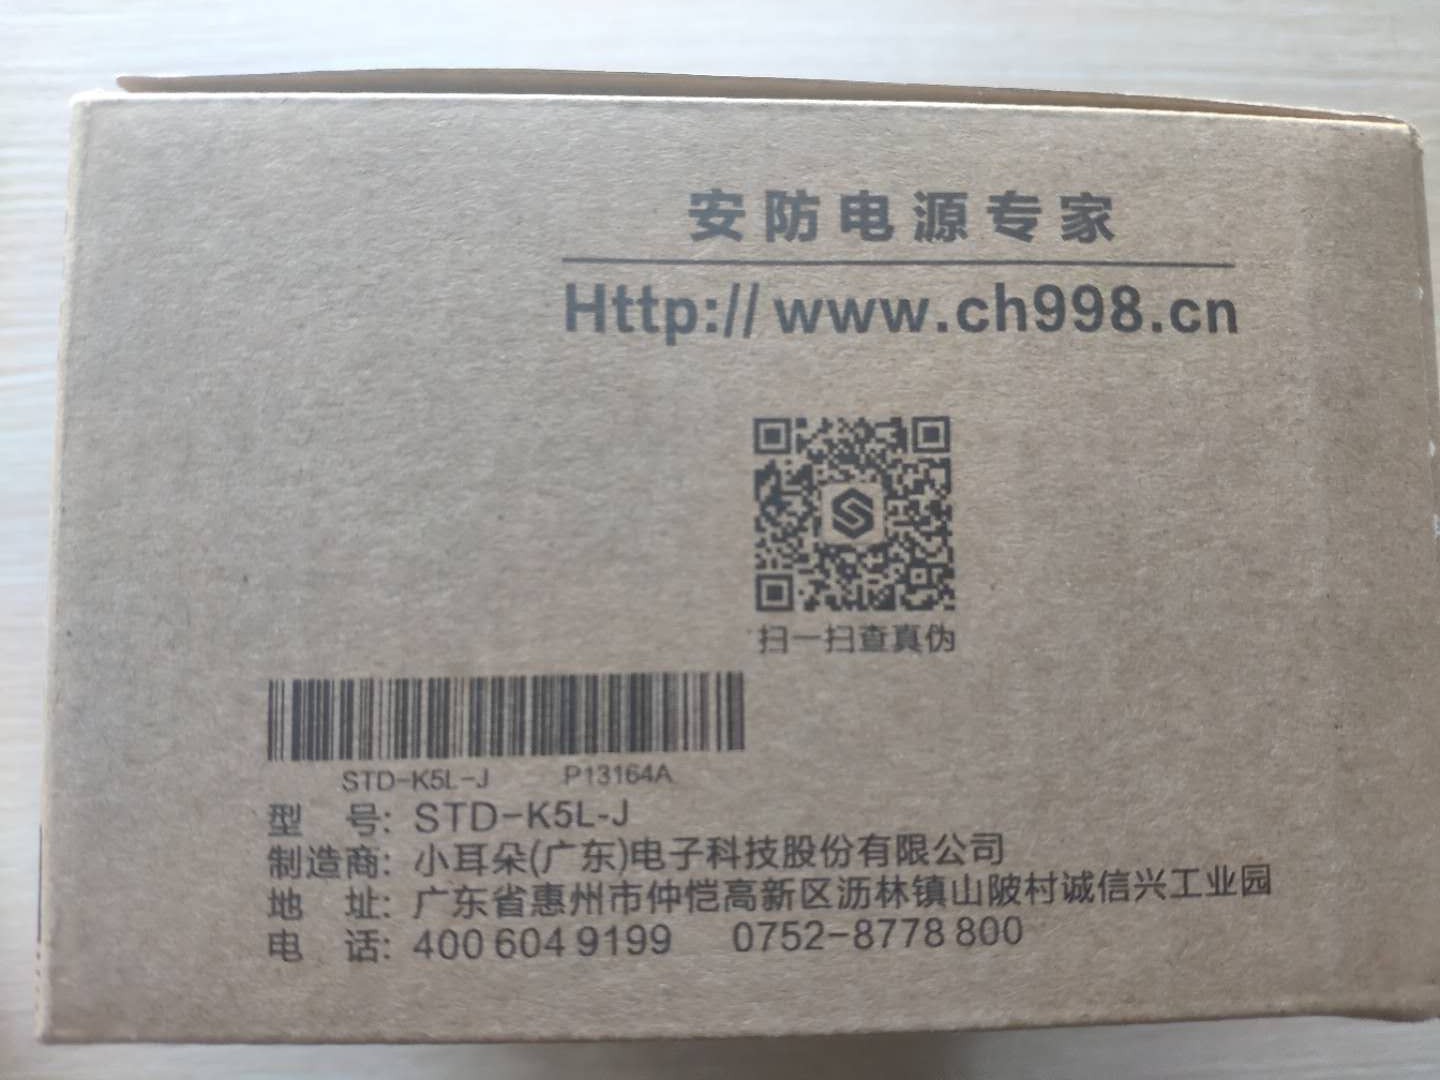 安防电源专家
Http://www.ch998.cn
扫一扫查真伪
STD-K5L-J P13164A
型 号: STD-K5L-J
制造商: 小耳朵(广东)电子科技股份有限公司
地 址: 广东省惠州市仲恺高新区沥林镇山陂村诚信兴工业园
电 话: 400 604 9199 0752-8778 800